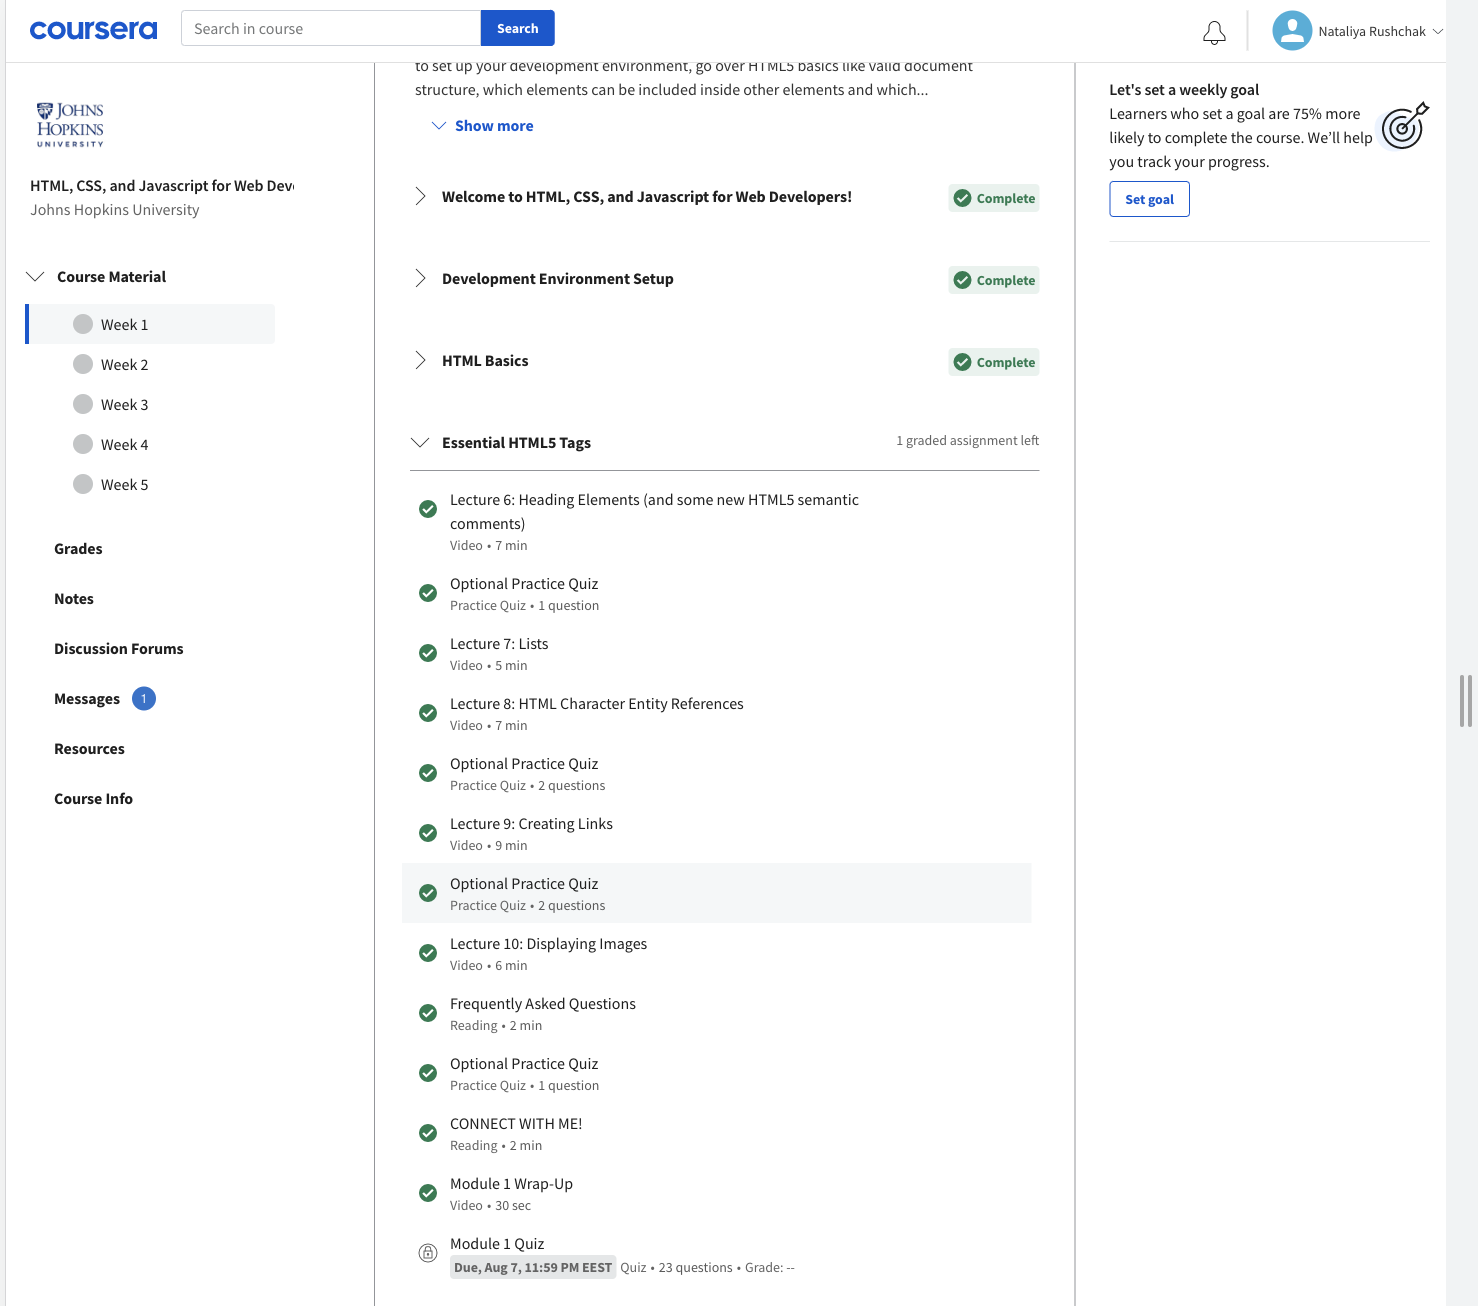 coursera
Search in course
Search
Nataliya Rushchak
JOHNS
HOPKINS
UNIVERSITY
HTML, CSS, and Javascript for Web Dev
Johns Hopkins University
Course Material
Week 1
Week 2
Week 3
Week 4
Week 5
Grades
Notes
Discussion Forums
Messages 1
Resources
Course Info
to set up your development environment, go over HTML5 basics like valid document
structure, which elements can be included inside other elements and which...
Show more
Welcome to HTML, CSS, and Javascript for Web Developers!
Complete
Development Environment Setup
Complete
HTML Basics
Complete
Essential HTML5 Tags
1 graded assignment left
Lecture 6: Heading Elements (and some new HTML5 semantic
comments)
Video • 7 min
Optional Practice Quiz
Practice Quiz • 1 question
Lecture 7: Lists
Video • 5 min
Lecture 8: HTML Character Entity References
Video • 7 min
Optional Practice Quiz
Practice Quiz • 2 questions
Lecture 9: Creating Links
Video • 9 min
Optional Practice Quiz
Practice Quiz • 2 questions
Lecture 10: Displaying Images
Video • 6 min
Frequently Asked Questions
Reading • 2 min
Optional Practice Quiz
Practice Quiz • 1 question
CONNECT WITH ME!
Reading • 2 min
Module 1 Wrap-Up
Video • 30 sec
Module 1 Quiz
Due, Aug 7, 11:59 PM EEST Quiz • 23 questions • Grade: --
Let's set a weekly goal
Learners who set a goal are 75% more
likely to complete the course. We’ll help
you track your progress.
Set goal